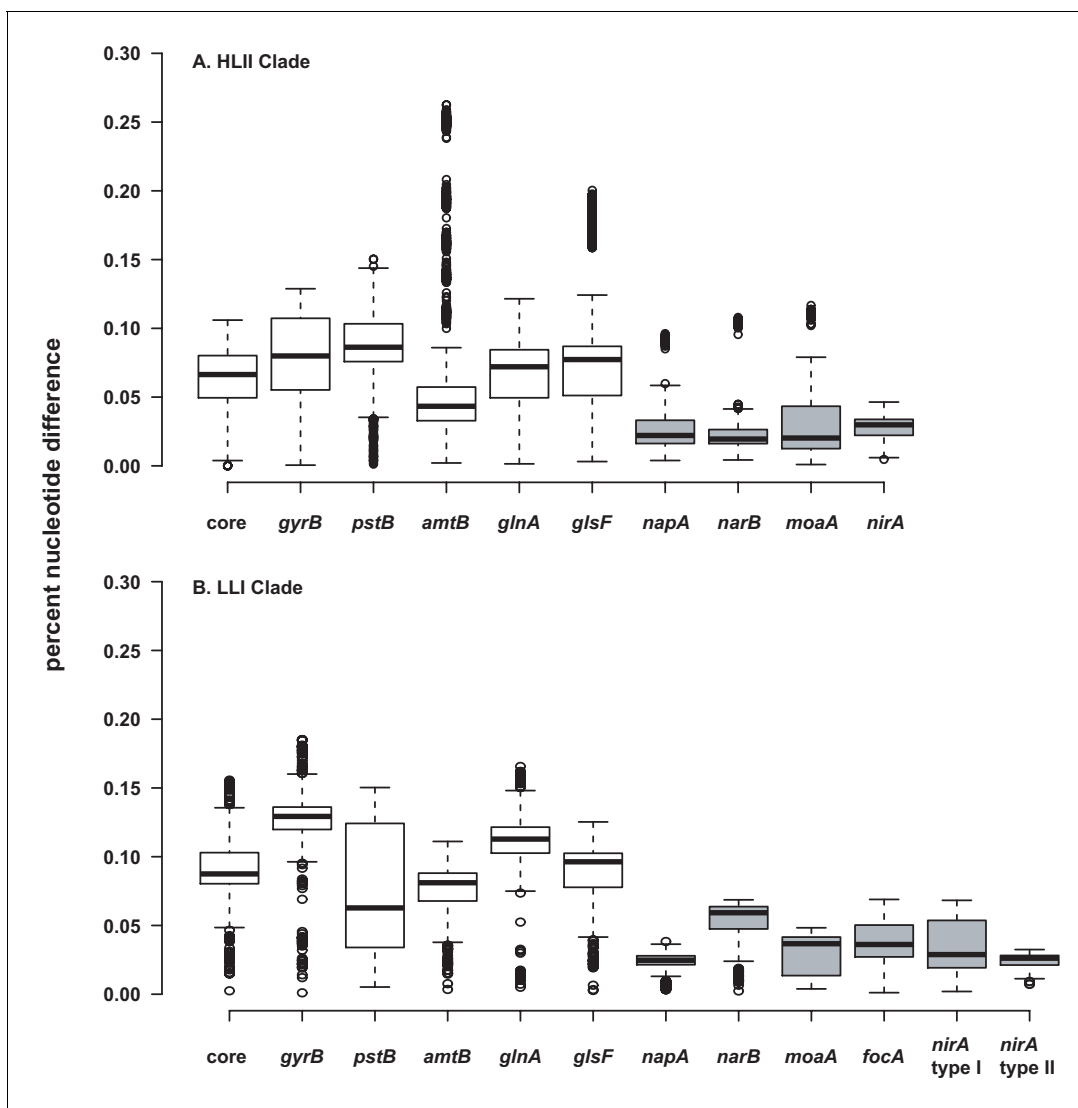 percent nucleotide difference
A. HLII Clade
0.30
0.25
0.20
0.15
0.10
0.05
0.00
core gyrB pstB amtB glnA glsF napA narB moaA nirA
B. LLI Clade
0.30
0.25
0.20
0.15
0.10
0.05
0.00
core gyrB pstB amtB glnA glsF napA narB moaA focA nirA type I nirA type II